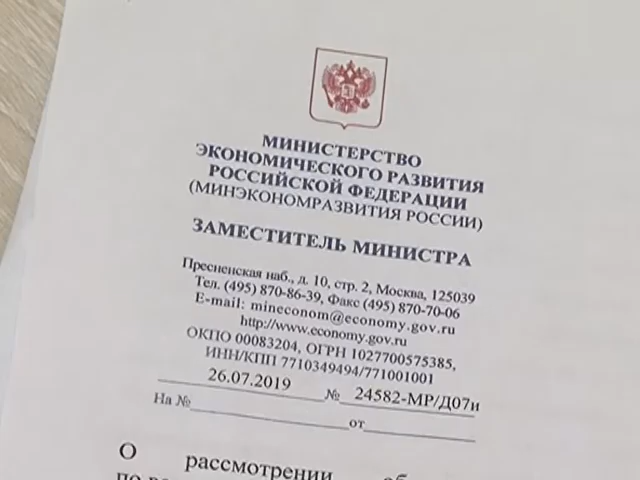 МИНИСТЕРСТВО
ЭКОНОМИЧЕСКОГО РАЗВИТИЯ
РОССИЙСКОЙ ФЕДЕРАЦИИ
(МИНЭКОНОМРАЗВИТИЯ РОССИИ)
ЗАМЕСТИТЕЛЬ МИНИСТРА
Пресненская наб., д. 10, стр. 2, Москва, 125039
Тел. (495) 870-86-39, Факс (495) 870-70-06
E-mail: mineconom@economy.gov.ru
http://www.economy.gov.ru
ОКПО 00083204, ОГРН 1027700575385,
ИНН/КПП 7710349494/771001001
26.07.2019 № 24582-МР/Д07и
На № от
О рассмотрении